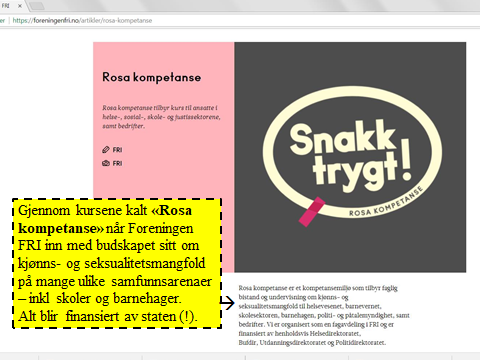 FRI
er
https://foreningenfri.no/artikler/rosa-kompetanse
Rosa kompetanse
Rosa kompetanse tilbyr kurs til ansatte i
helse-, sosial-, skole- og justissektorene,
samt bedrifter.
FRI
FRI
Snakk
trygt!
ROSA KOMPETANSE
Gjennom kursene kalt «Rosa
kompetanse» når Foreningen
FRI inn med budskapet sitt om
kjønns- og seksualitetsmangfold
på mange ulike samfunnsarenaer
– inkl skoler og barnehager.
Alt blir finansiert av staten (!).
Rosa kompetanse er et kompetansemiljø som tilbyr faglig
bistand og undervisning om kjønns- og
seksualitetsmangfold til helsevesenet, barnevernet,
skolesektoren, barnehagen, politi- og påtalemyndighet, samt
bedrifter. Vi er organisert som en fagavdeling i FRI og er
finansiert av henholdsvis Helsedirektoratet,
Bufdir, Utdanningsdirektoratet og Politidirektoratet.